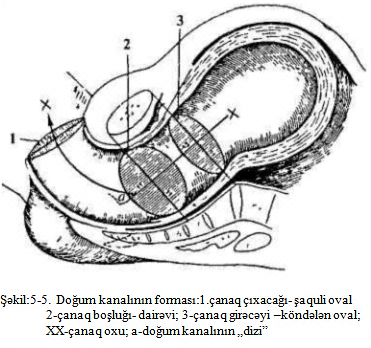 2
3
X
X
1
a
Şəkil:5-5. Doğum kanalının forması:1.çanaq çıxacağı- şaquli oval
2-çanaq boşluğı- dairəvi; 3-çanaq girəcəyi –köndələn oval;
XX-çanaq oxu; a-doğum kanalının „dizi”